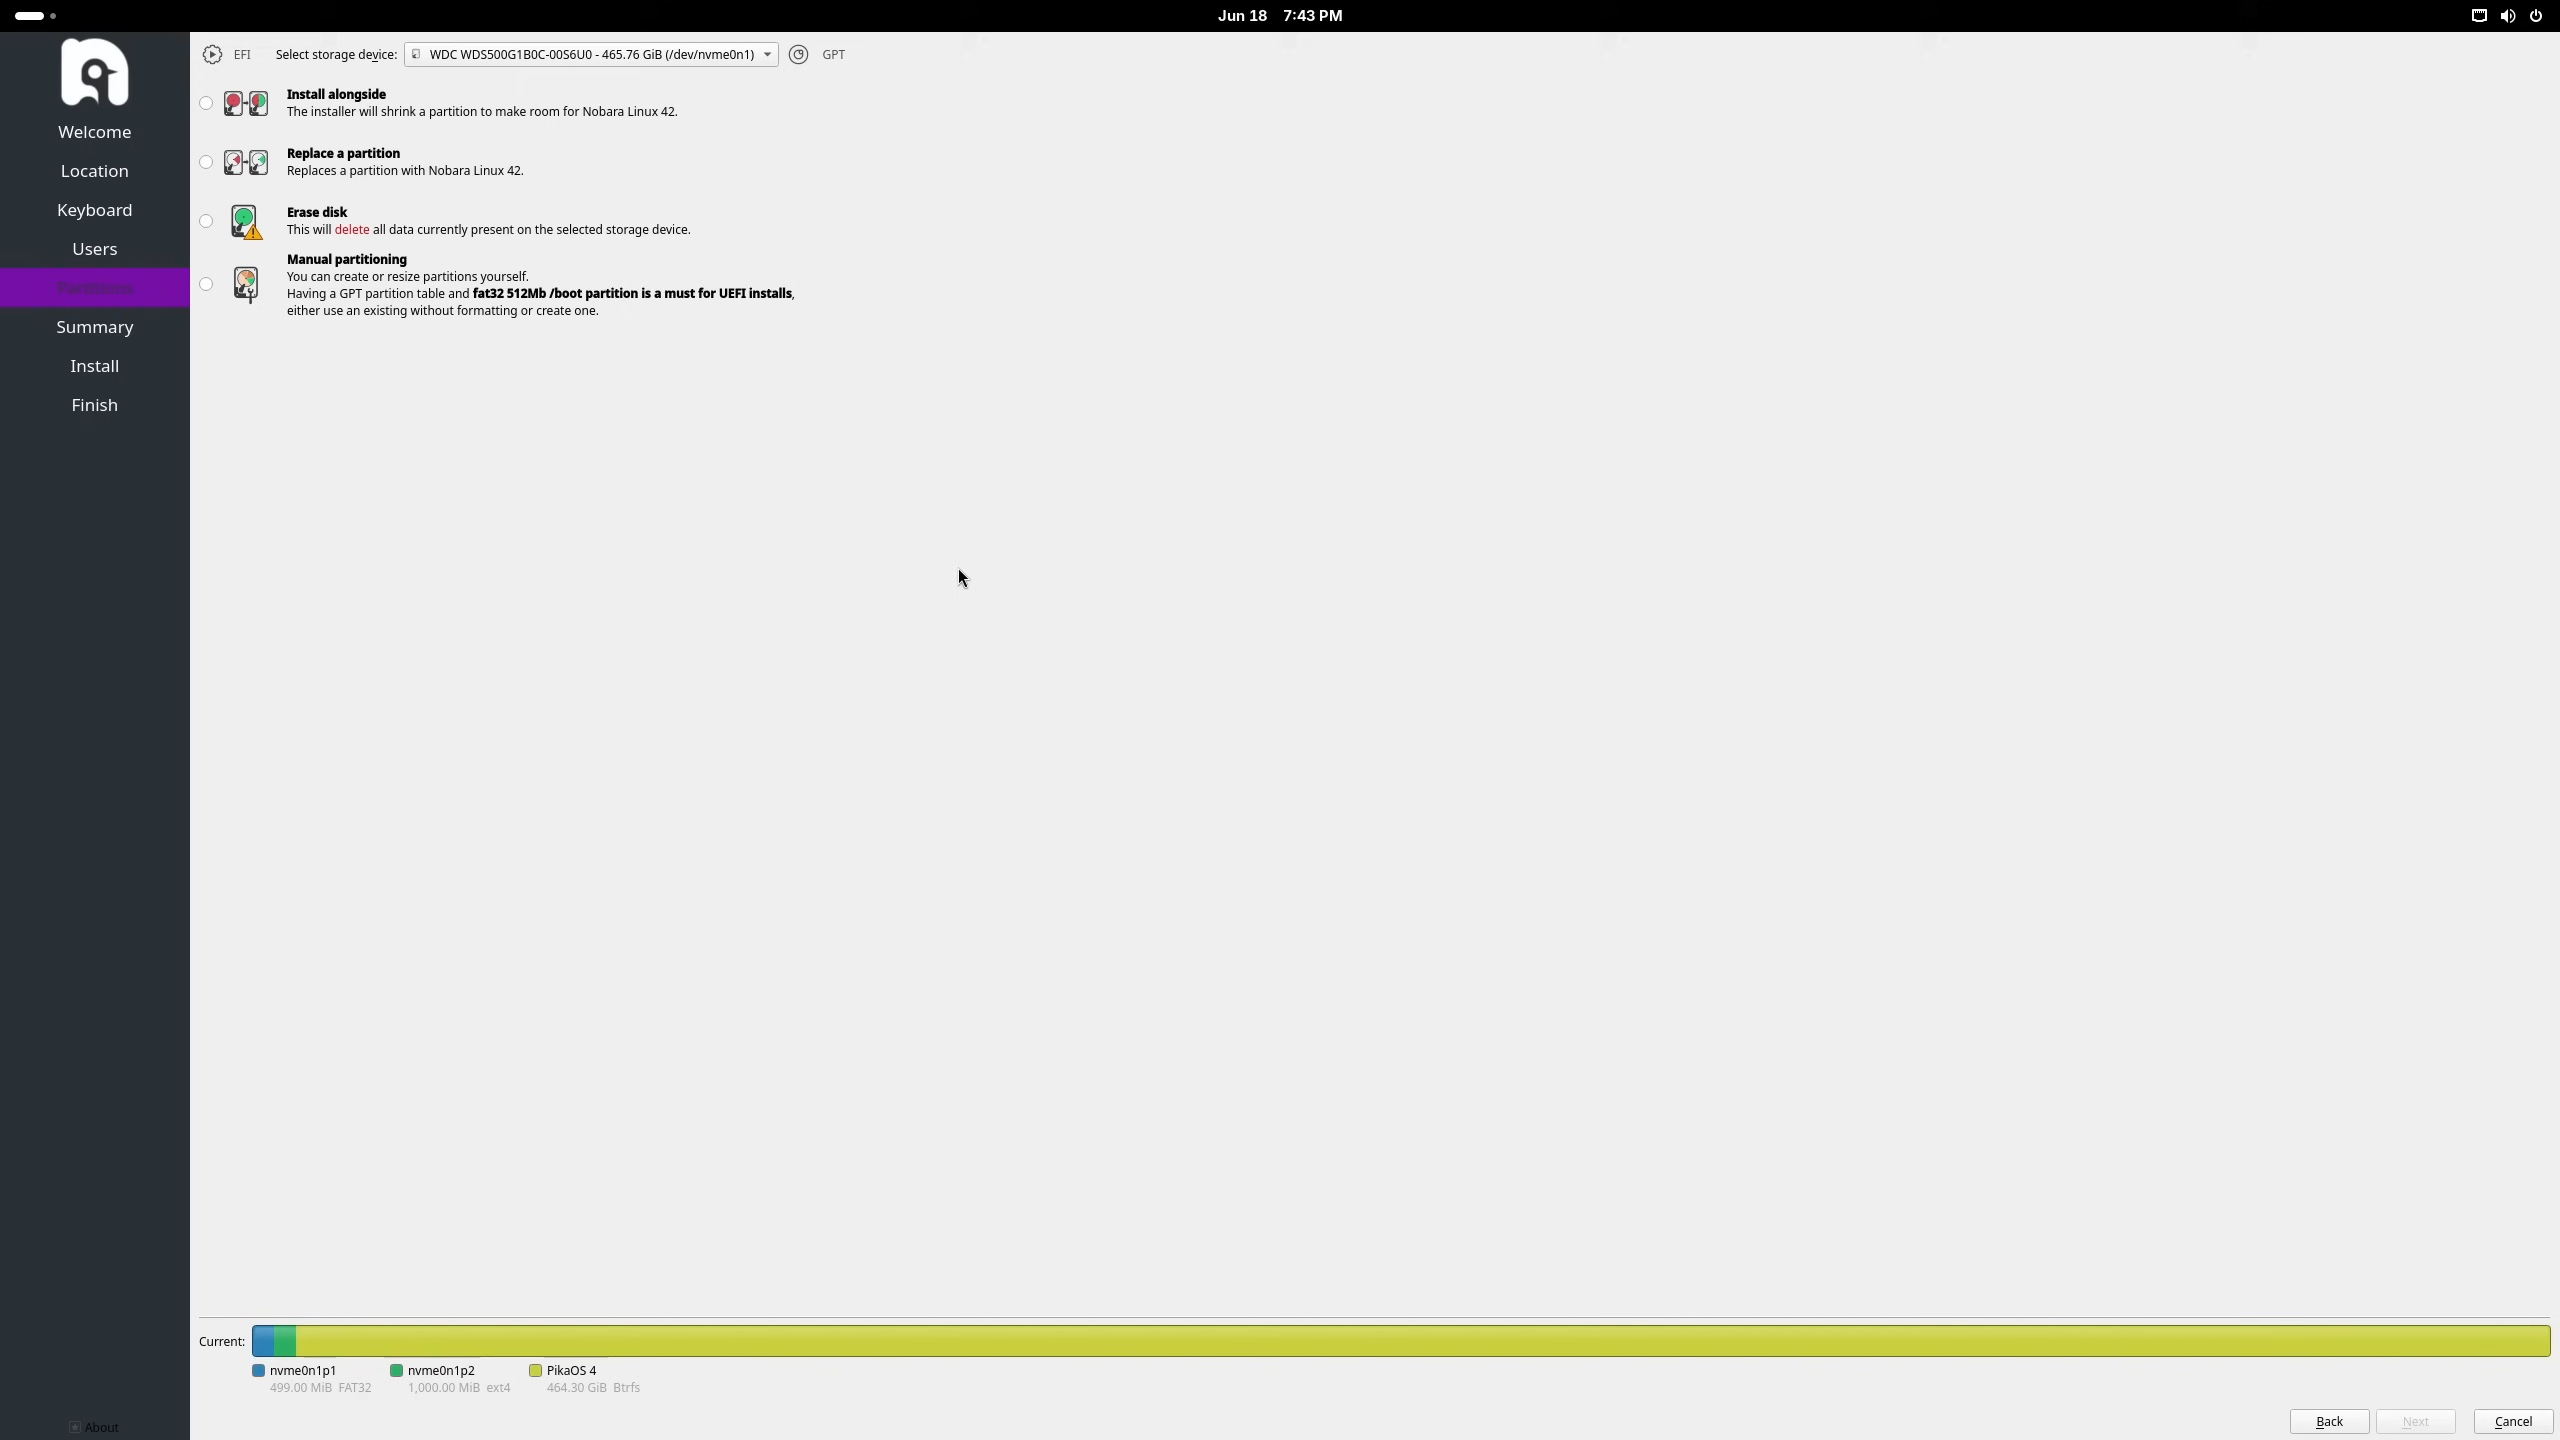 Jun 18 7:43 PM
EFI Select storage device: WDC WDS500G1B0C-00S6U0 - 465.76 GiB (/dev/nvme0n1) GPT
Welcome
Location
Keyboard
Users
Partitions
Summary
Install
Finish
About
Install alongside
The installer will shrink a partition to make room for Nobara Linux 42.
Replace a partition
Replaces a partition with Nobara Linux 42.
Erase disk
This will delete all data currently present on the selected storage device.
Manual partitioning
You can create or resize partitions yourself.
Having a GPT partition table and fat32 512Mb /boot partition is a must for UEFI installs,
either use an existing without formatting or create one.
Current:
nvme0n1p1 nvme0n1p2 PikaOS 4
499.00 MiB FAT32 1,000.00 MiB ext4 464.30 GiB Btrfs
Back Next Cancel